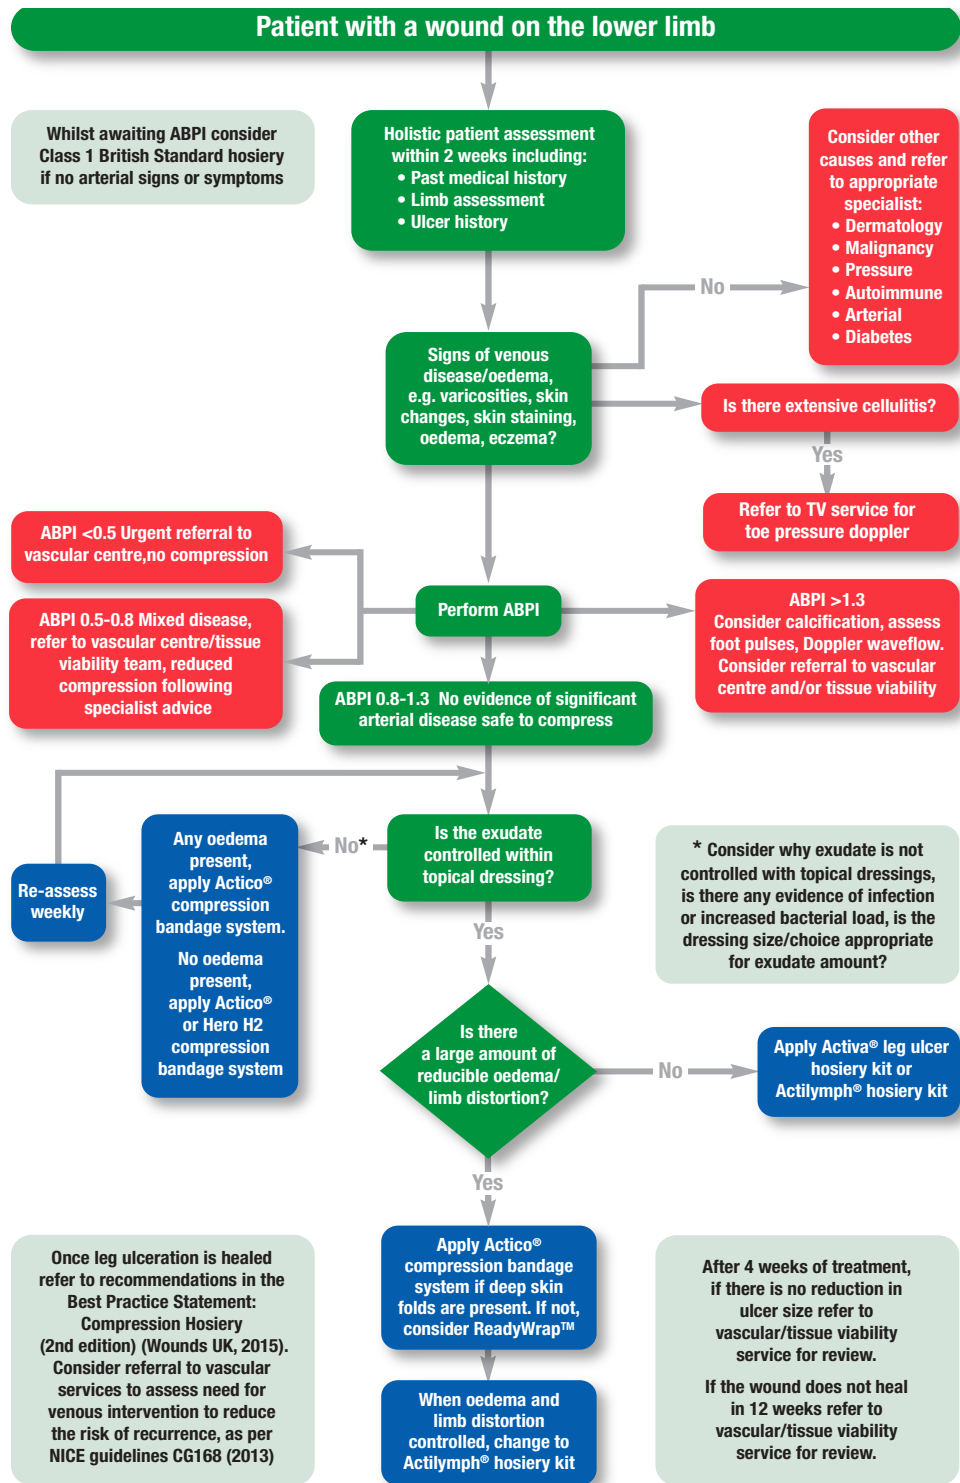 Patient with a wound on the lower limb
Whilst awaiting ABPI consider
Class 1 British Standard hosiery
if no arterial signs or symptoms
Holistic patient assessment
within 2 weeks including:
• Past medical history
• Limb assessment
• Ulcer history
Consider other
causes and refer
to appropriate
specialist:
• Dermatology
• Malignancy
• Pressure
• Autoimmune
• Arterial
• Diabetes
No
Signs of venous
disease/oedema,
e.g. varicosities, skin
changes, skin staining,
oedema, eczema?
Is there extensive cellulitis?
Yes
Refer to TV service for
toe pressure doppler
ABPI <0.5 Urgent referral to
vascular centre,no compression
ABPI 0.5-0.8 Mixed disease,
refer to vascular centre/tissue
viability team, reduced
compression following
specialist advice
Perform ABPI
ABPI >1.3
Consider calcification, assess
foot pulses, Doppler waveflow.
Consider referral to vascular
centre and/or tissue viability
ABPI 0.8-1.3 No evidence of significant
arterial disease safe to compress
Is the exudate
controlled within
topical dressing?
No*
Any oedema
present,
apply Actico®
compression
bandage system.
No oedema
present,
apply Actico®
or Hero H2
compression
bandage system
Re-assess
weekly
* Consider why exudate is not
controlled with topical dressings,
is there any evidence of infection
or increased bacterial load, is the
dressing size/choice appropriate
for exudate amount?
Yes
Is there
a large amount of
reducible oedema/
limb distortion?
No
Apply Activa® leg ulcer
hosiery kit or
Actilymph® hosiery kit
Yes
Apply Actico®
compression bandage
system if deep skin
folds are present. If not,
consider ReadyWrap™
When oedema and
limb distortion
controlled, change to
Actilymph® hosiery kit
Once leg ulceration is healed
refer to recommendations in the
Best Practice Statement:
Compression Hosiery
(2nd edition) (Wounds UK, 2015).
Consider referral to vascular
services to assess need for
venous intervention to reduce
the risk of recurrence, as per
NICE guidelines CG168 (2013)
After 4 weeks of treatment,
if there is no reduction in
ulcer size refer to
vascular/tissue viability
service for review.
If the wound does not heal
in 12 weeks refer to
vascular/tissue viability
service for review.